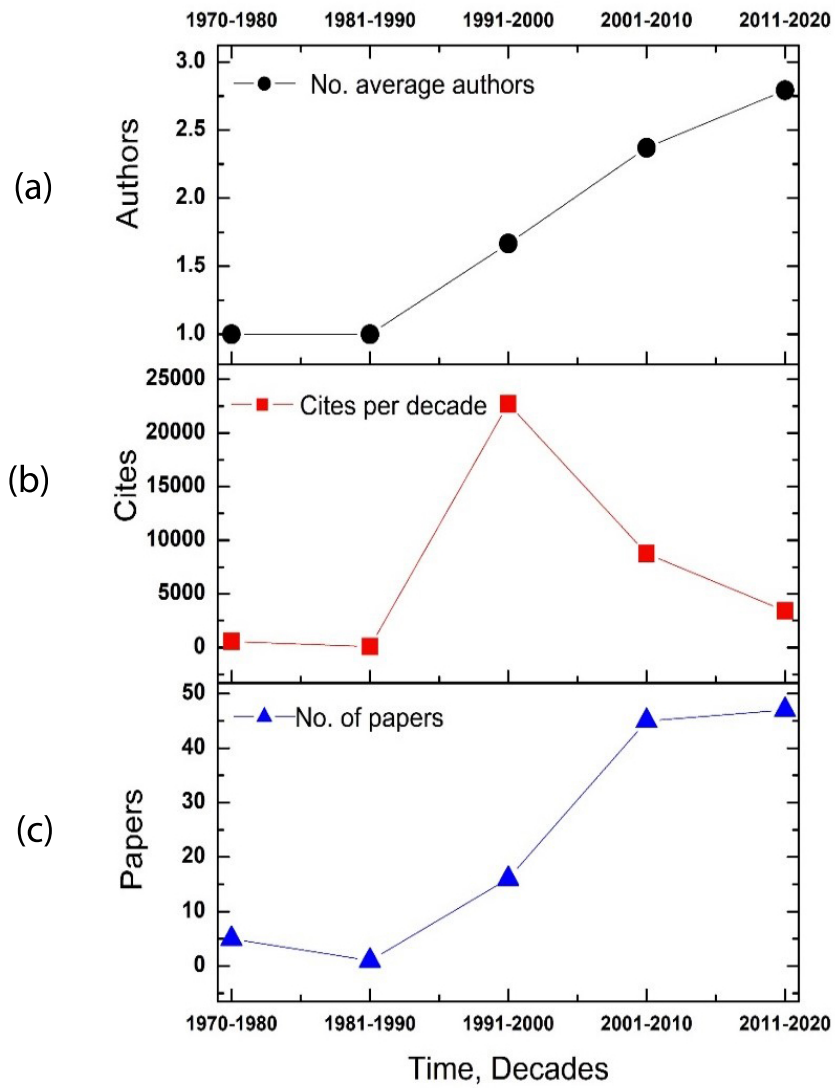 1970-1980 1981-1990 1991-2000 2001-2010 2011-2020
3.0
No. average authors
2.5
(a)
Authors
2.0
1.5
1.0
25000
Cites per decade
20000
(b)
Cites
15000
10000
5000
0
50
No. of papers
40
(c)
Papers
30
20
10
0
1970-1980 1981-1990 1991-2000 2001-2010 2011-2020
Time, Decades